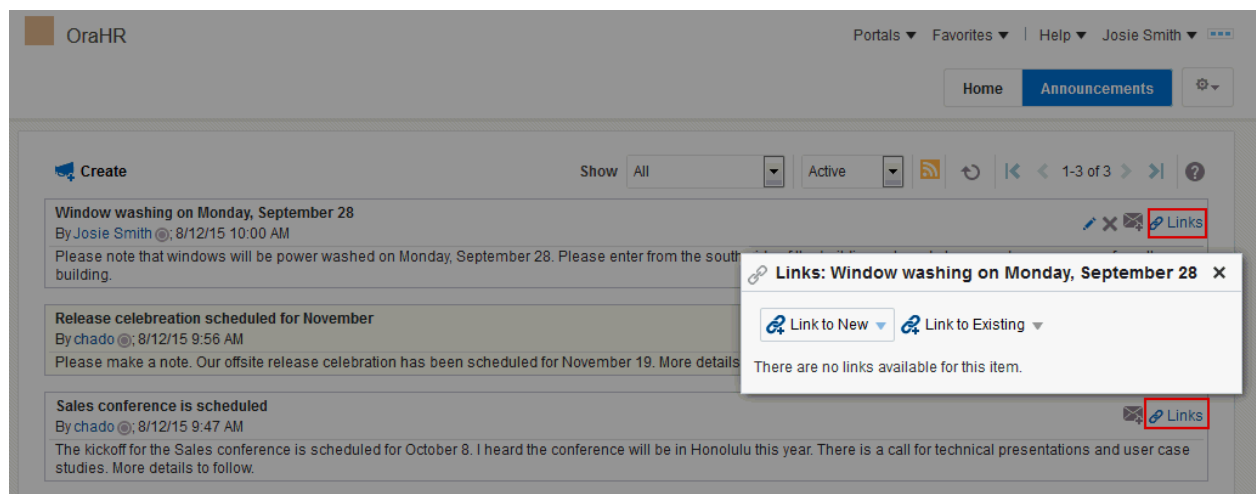 OraHR
Portals Favorites | Help Josie Smith
Home Announcements
Create Show All Active 1-3 of 3
Window washing on Monday, September 28
By Josie Smith ; 8/12/15 10:00 AM
Links
Please note that windows will be power washed on Monday, September 28. Please enter from the south
building.
Links: Window washing on Monday, September 28
Link to New Link to Existing
There are no links available for this item.
Release celebreation scheduled for November
By chado ; 8/12/15 9:56 AM
Please make a note. Our offsite release celebration has been scheduled for November 19. More details
Sales conference is scheduled
By chado ; 8/12/15 9:47 AM
Links
The kickoff for the Sales conference is scheduled for October 8. I heard the conference will be in Honolulu this year. There is a call for technical presentations and user case
studies. More details to follow.